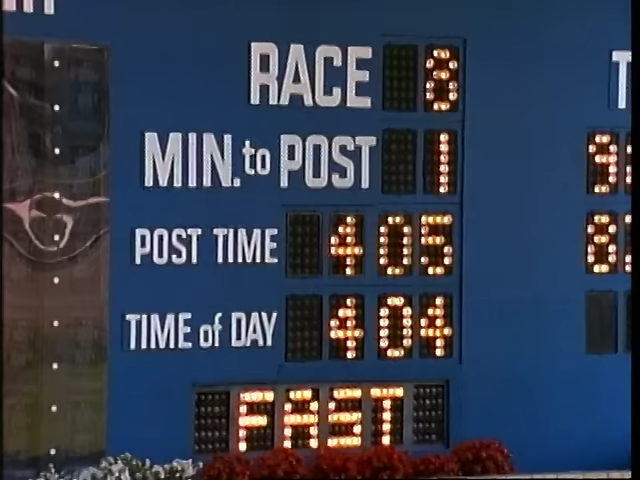 RACE 8
MIN. to POST 1
POST TIME 405
TIME of DAY 404
FAST